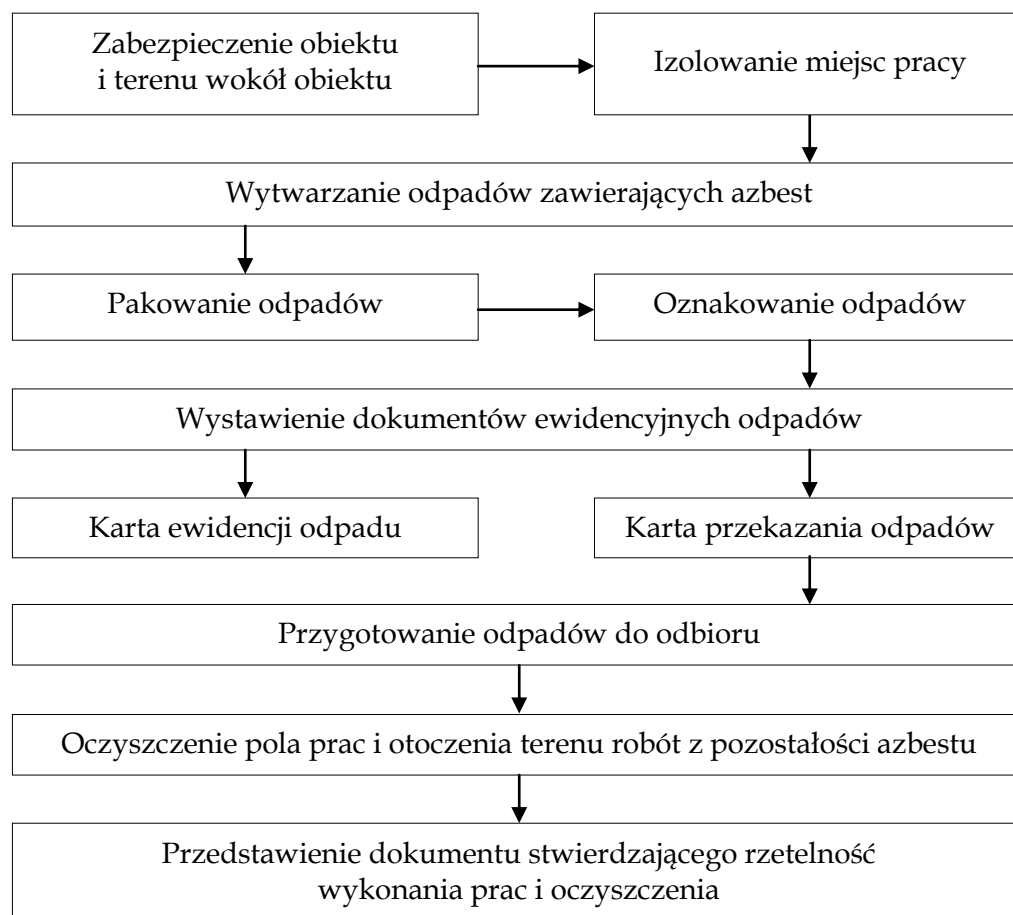 Zabezpieczenie obiektu
i terenu wokół obiektu
Izolowanie miejsc pracy
Wytwarzanie odpadów zawierających azbest
Pakowanie odpadów
Oznakowanie odpadów
Wystawienie dokumentów ewidencyjnych odpadów
Karta ewidencji odpadu
Karta przekazania odpadów
Przygotowanie odpadów do odbioru
Oczyszczenie pola prac i otoczenia terenu robót z pozostałości azbestu
Przedstawienie dokumentu stwierdzającego rzetelność
wykonania prac i oczyszczenia